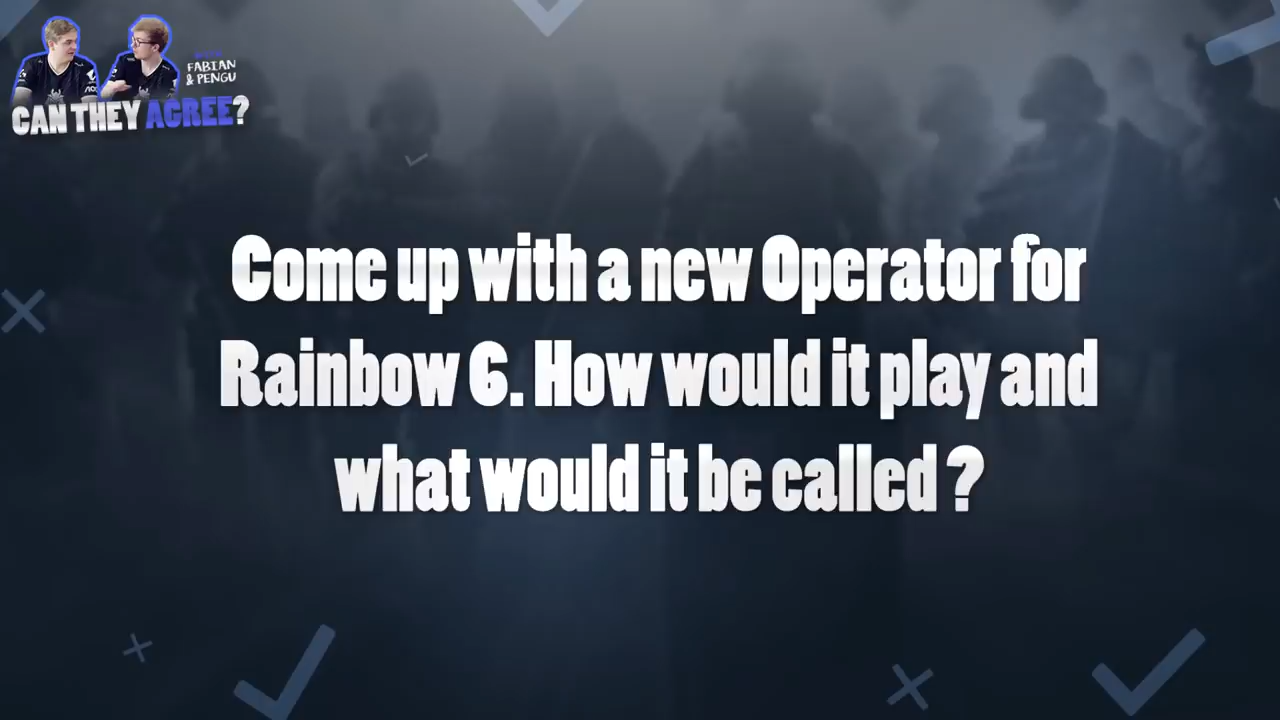 FABIAN
& PENGU
CAN THEY AGREE?
Come up with a new Operator for
Rainbow 6. How would it play and
what would it be called ?